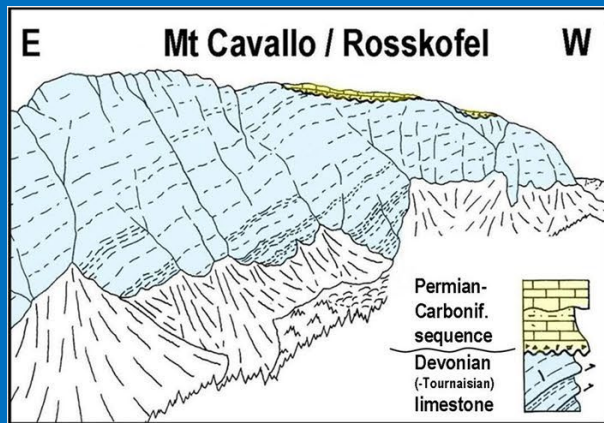 E Mt Cavallo / Rosskofel W
Permian-
Carbonif.
sequence
Devonian
(-Tournaisian)
limestone